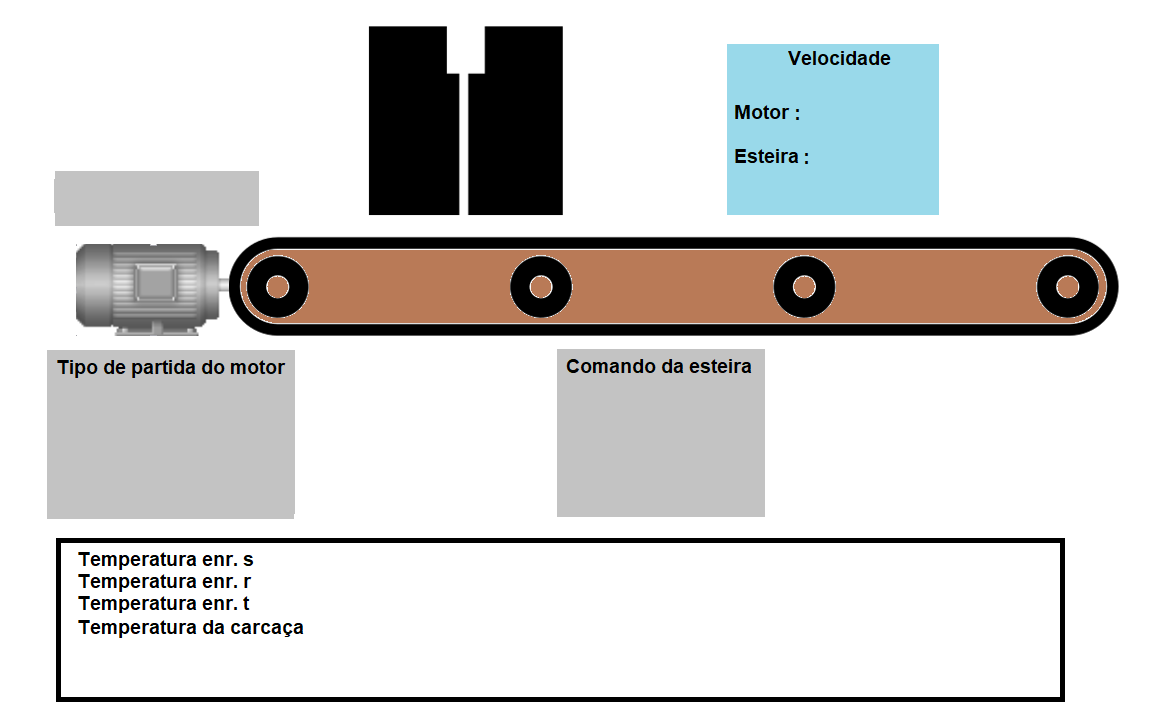 Velocidade
Motor :
Esteira :
Tipo de partida do motor
Comando da esteira
Temperatura enr. s
Temperatura enr. r
Temperatura enr. t
Temperatura da carcaça